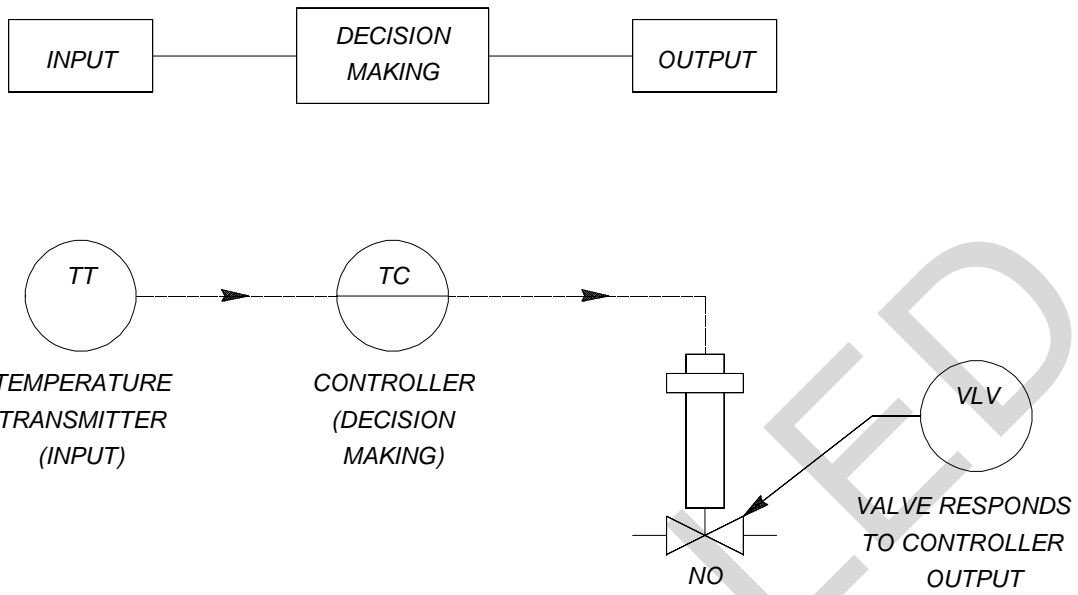 INPUT
DECISION
MAKING
OUTPUT
TT
TC
TEMPERATURE
TRANSMITTER
(INPUT)
CONTROLLER
(DECISION
MAKING)
VLV
VALVE RESPONDS
TO CONTROLLER
OUTPUT
NO
LED